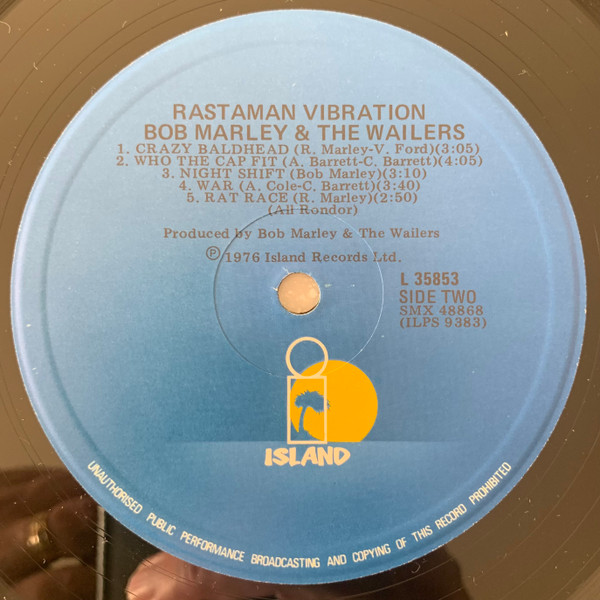 RASTAMAN VIBRATION
BOB MARLEY & THE WAILERS
1. CRAZY BALDHEAD (R. Marley-V. Ford)(3:05)
2. WHO THE CAP FIT (A. Barrett-C. Barrett)(4:05)
3. NIGHT SHIFT (Bob Marley)(3:10)
4. WAR (A. Cole-C. Barrett)(3:40)
5. RAT RACE (R. Marley)(2:50)
(All Rondor)
Produced by Bob Marley & The Wailers
℗ 1976 Island Records Ltd.
L 35853
SIDE TWO
SMX 48868
(ILPS 9383)
ISLAND
UNAUTHORISED PUBLIC PERFORMANCE BROADCASTING AND COPYING OF THIS RECORD PROHIBITED